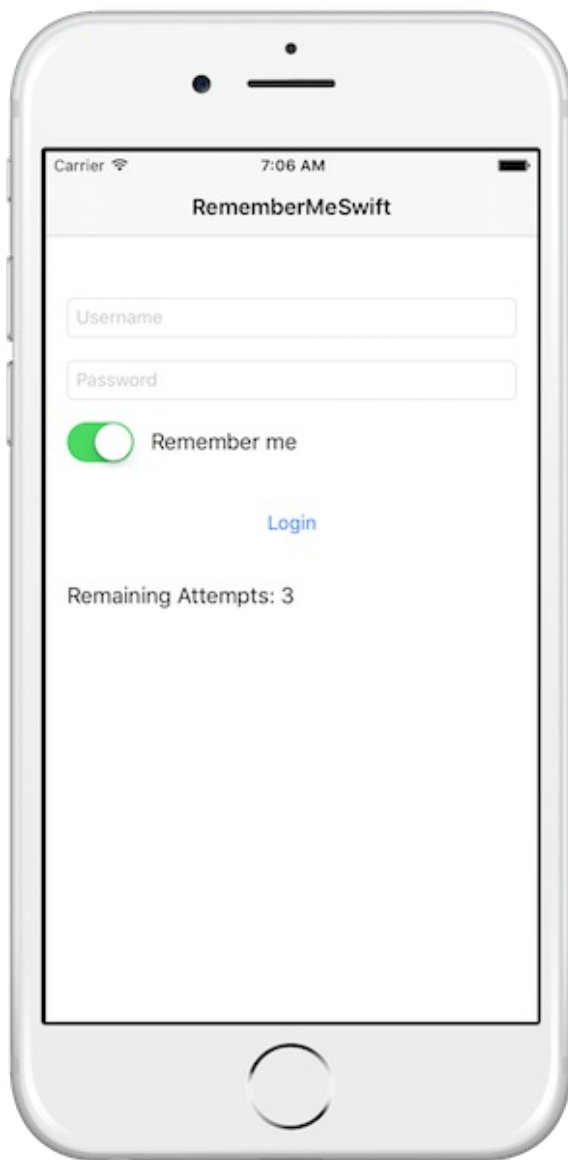 Carrier 7:06 AM
RememberMeSwift
Username
Password
Remember me
Login
Remaining Attempts: 3